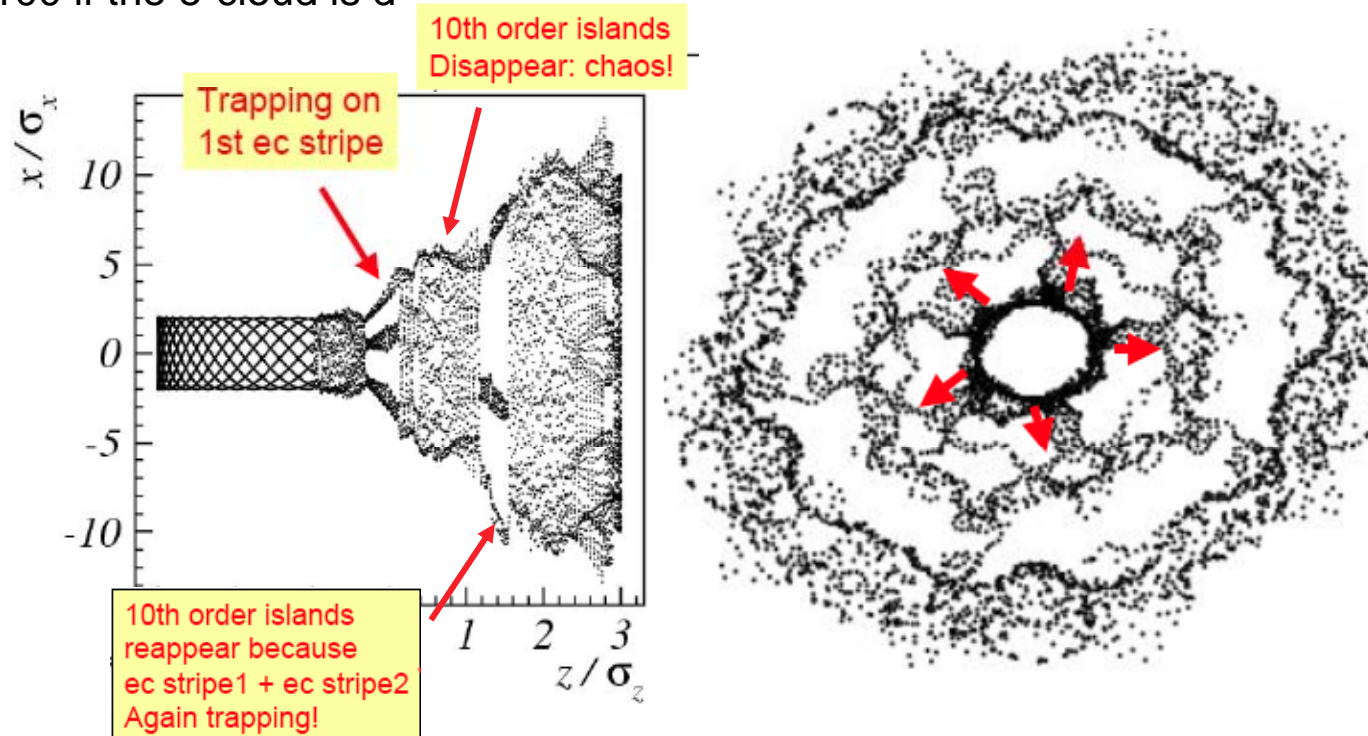 10th order islands
Disappear: chaos!
Trapping on
1st ec stripe
x / σx
10
5
0
-5
-10
1
2
3
z / σz
10th order islands
reappear because
ec stripe1 + ec stripe2
Again trapping!